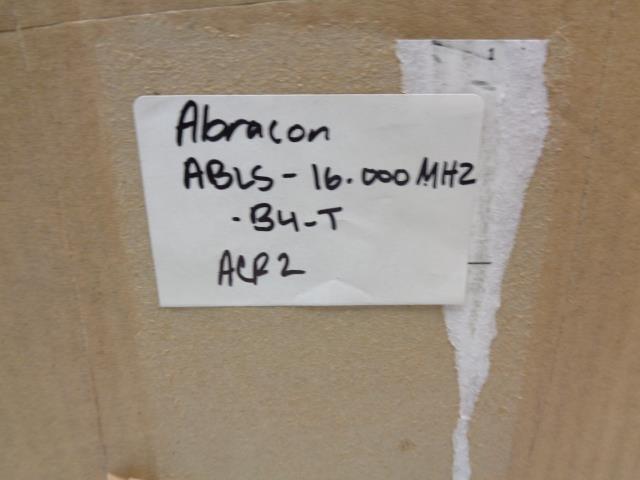 Abracon
ABLS-16.000MHZ
-B4-T
ACR2